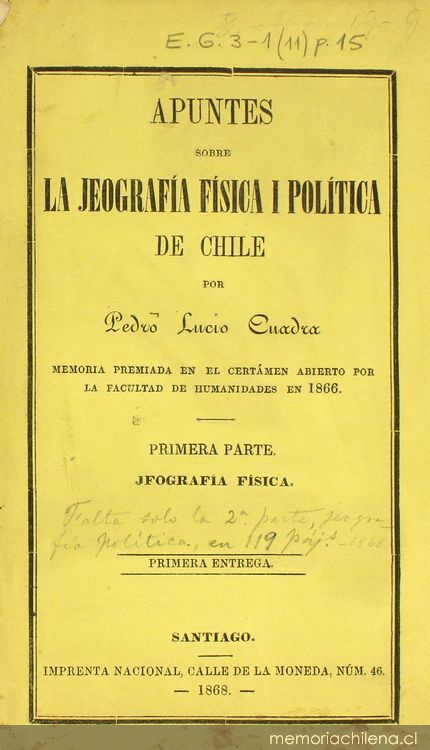 E. G. 3-1 (11) p. 15
APUNTES
SOBRE
LA JEOGRAFÍA FÍSICA I POLÍTICA
DE CHILE
POR
Pedro Lucio Cuadra
MEMORIA PREMIADA EN EL CERTÁMEN ABIERTO POR
LA FACULTAD DE HUMANIDADES EN 1866.
PRIMERA PARTE.
JEOGRAFÍA FÍSICA.
Falta solo la 2ª parte, jeogra-
fía política, en 119 pájs - 1868
PRIMERA ENTREGA.
SANTIAGO.
IMPRENTA NACIONAL, CALLE DE LA MONEDA, NÚM. 46.
— 1868. —
memoriachilena.cl